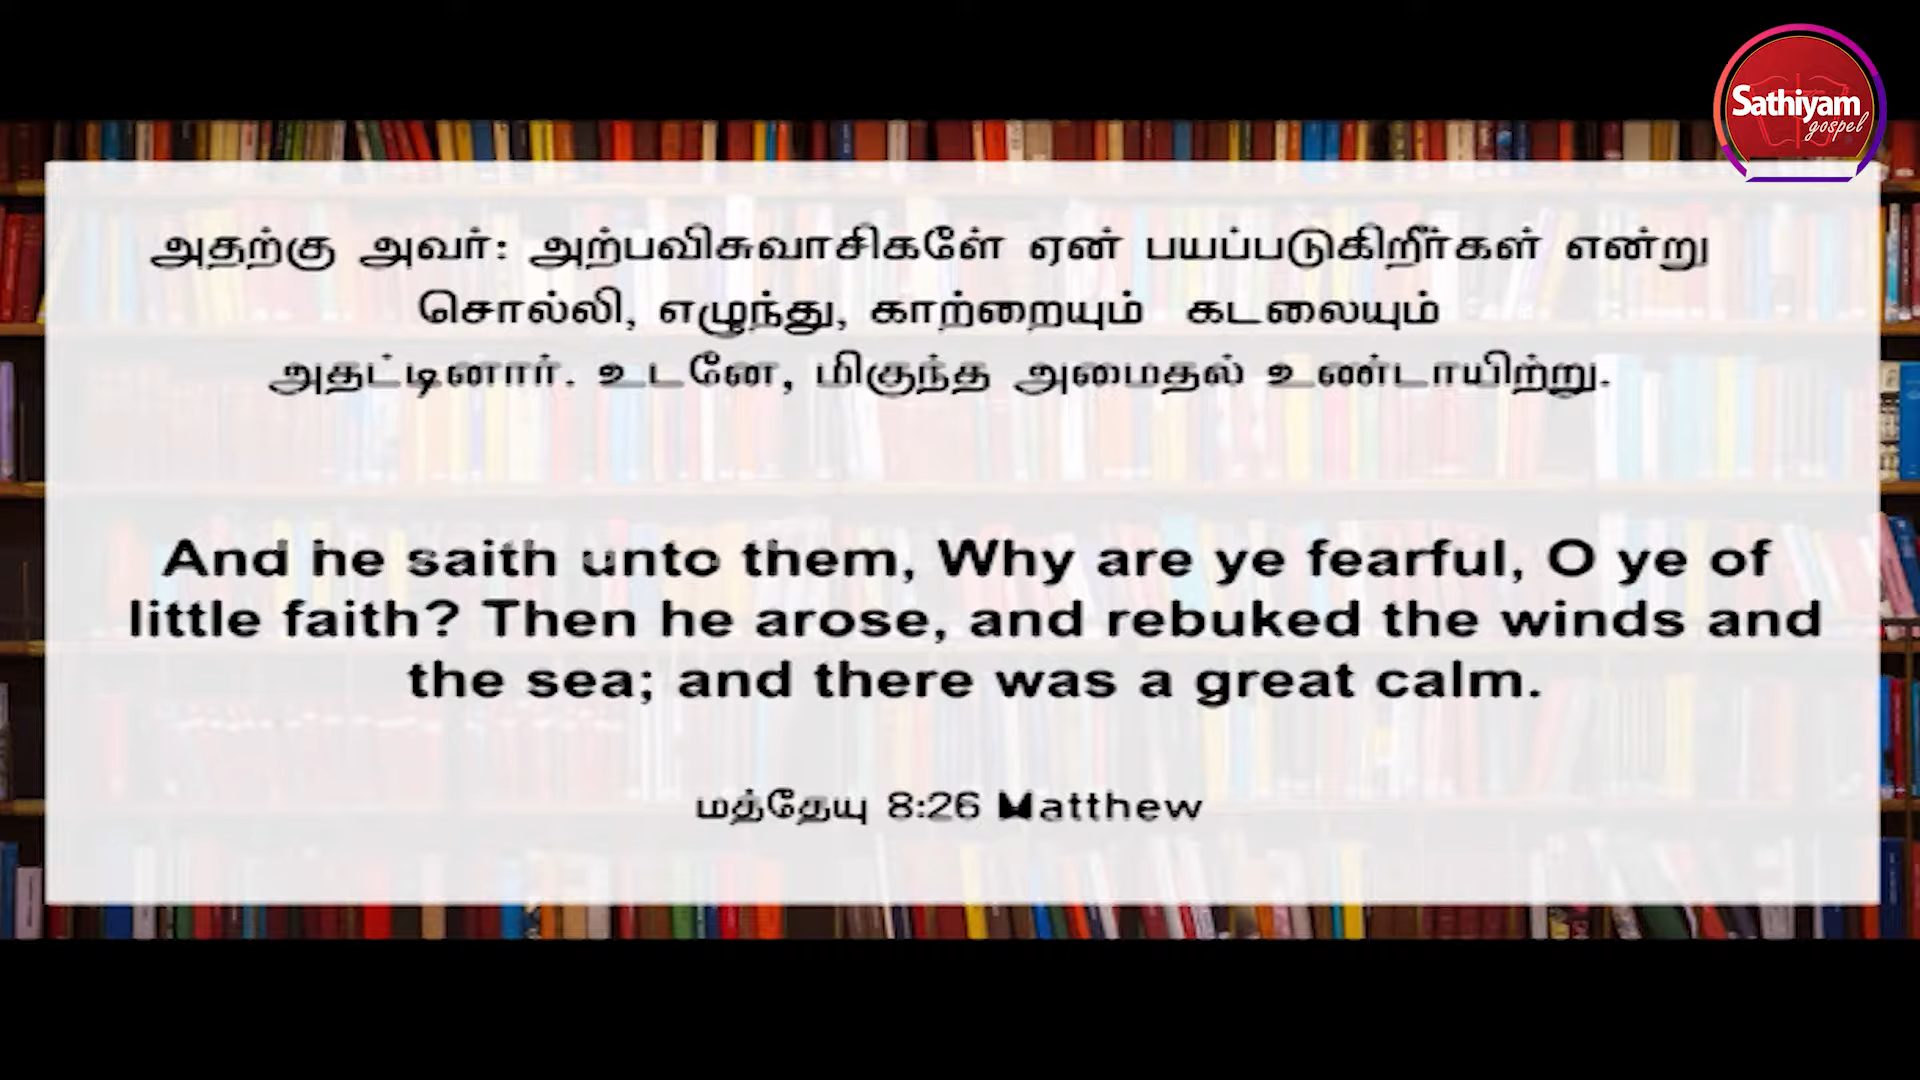 Sathiyam
gospel
அதற்கு அவர்: அற்பவிசுவாசிகளே ஏன் பயப்படுகிறீர்கள் என்று
சொல்லி, எழுந்து, காற்றையும் கடலையும்
அதட்டினார். உடனே, மிகுந்த அமைதல் உண்டாயிற்று.
And he saith unto them, Why are ye fearful, O ye of
little faith? Then he arose, and rebuked the winds and
the sea; and there was a great calm.
மத்தேயு 8:26 Matthew